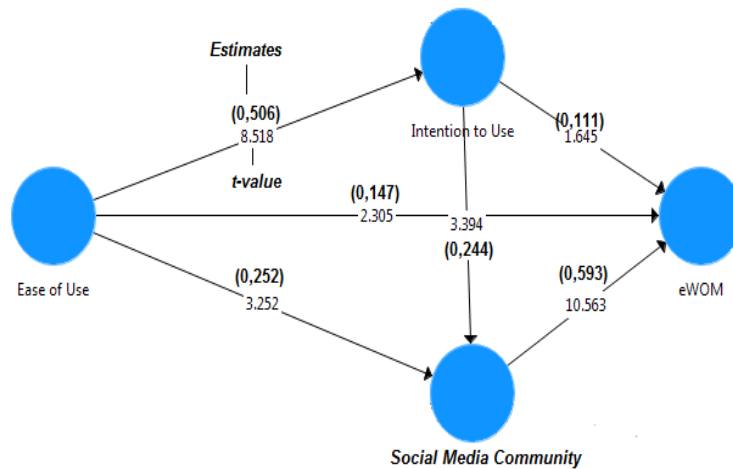 Estimates
(0,506)
8.518
t-value
Intention to Use
(0,111)
1.645
(0,147)
2.305
3.394
(0,244)
Ease of Use
(0,252)
3.252
(0,593)
10.563
eWOM
Social Media Community